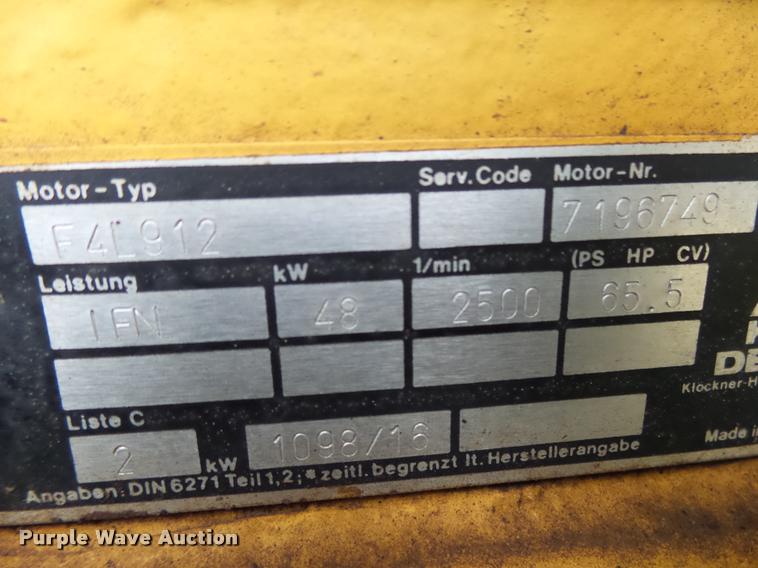 Motor-Typ Serv.Code Motor-Nr.
F4L912 7196749
Leistung kW 1/min (PS HP CV)
IFN 48 2500 65.5
DE
Klöckner-H
Liste C
2 kW 1098/16
Made in
Angaben: DIN 6271 Teil 1,2; * zeitl. begrenzt lt. Herstellerangabe
Purple Wave Auction